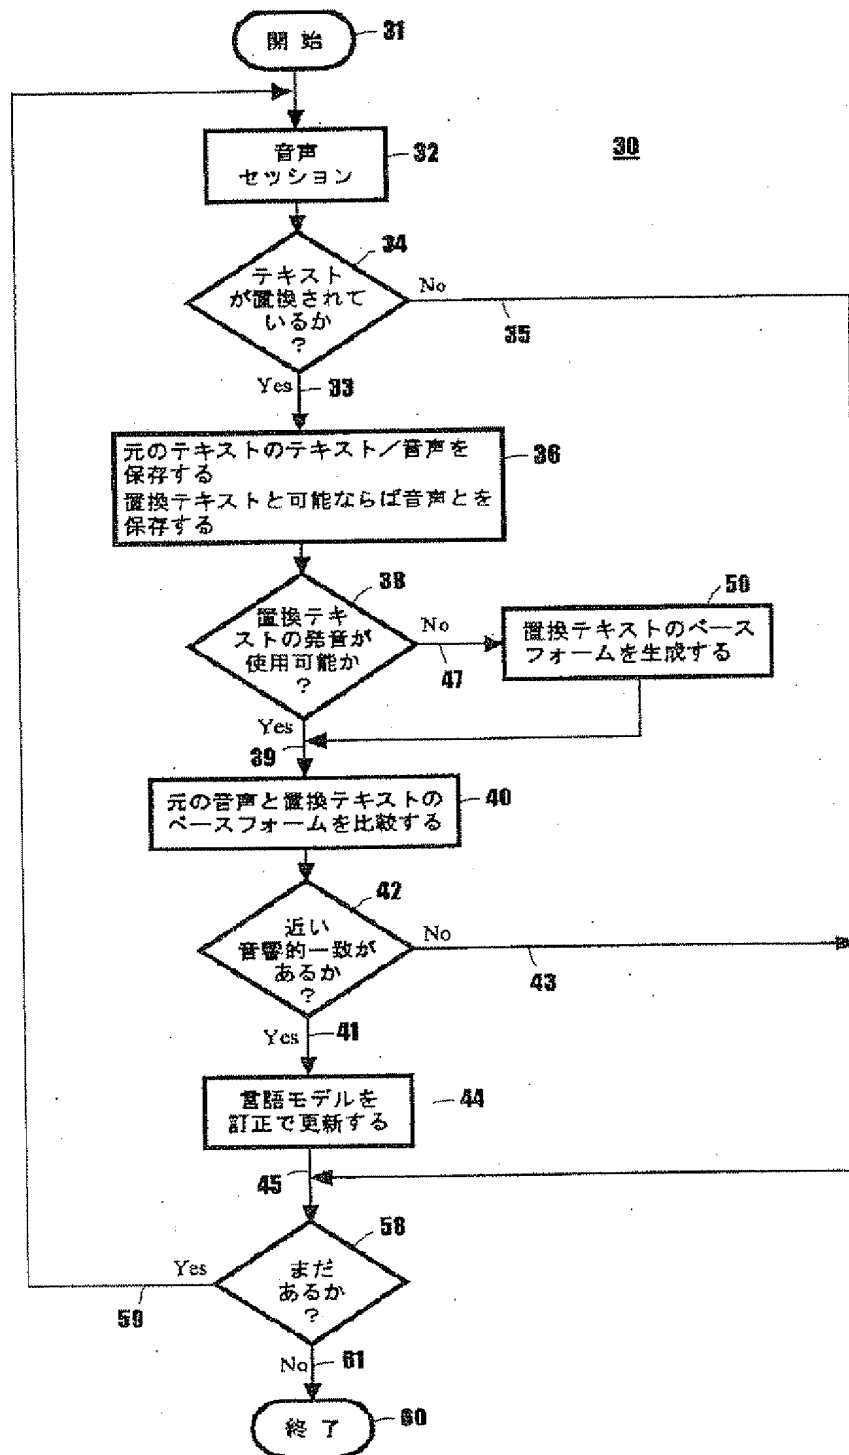 開 始
31
音声
セッション
32
30
テキスト
が置換されて
いるか
?
34
No
35
Yes
33
元のテキストのテキスト/音声を
保存する
置換テキストと可能ならば音声とを
保存する
36
置換テキ
ストの発音が
使用可能か
?
38
No
47
置換テキストのベース
フォームを生成する
50
Yes
39
元の音声と置換テキストの
ベースフォームを比較する
40
近い
音響的一致が
あるか
?
42
No
43
Yes
41
言語モデルを
訂正で更新する
44
45
まだ
あるか
?
58
Yes
59
No
61
終 了
60